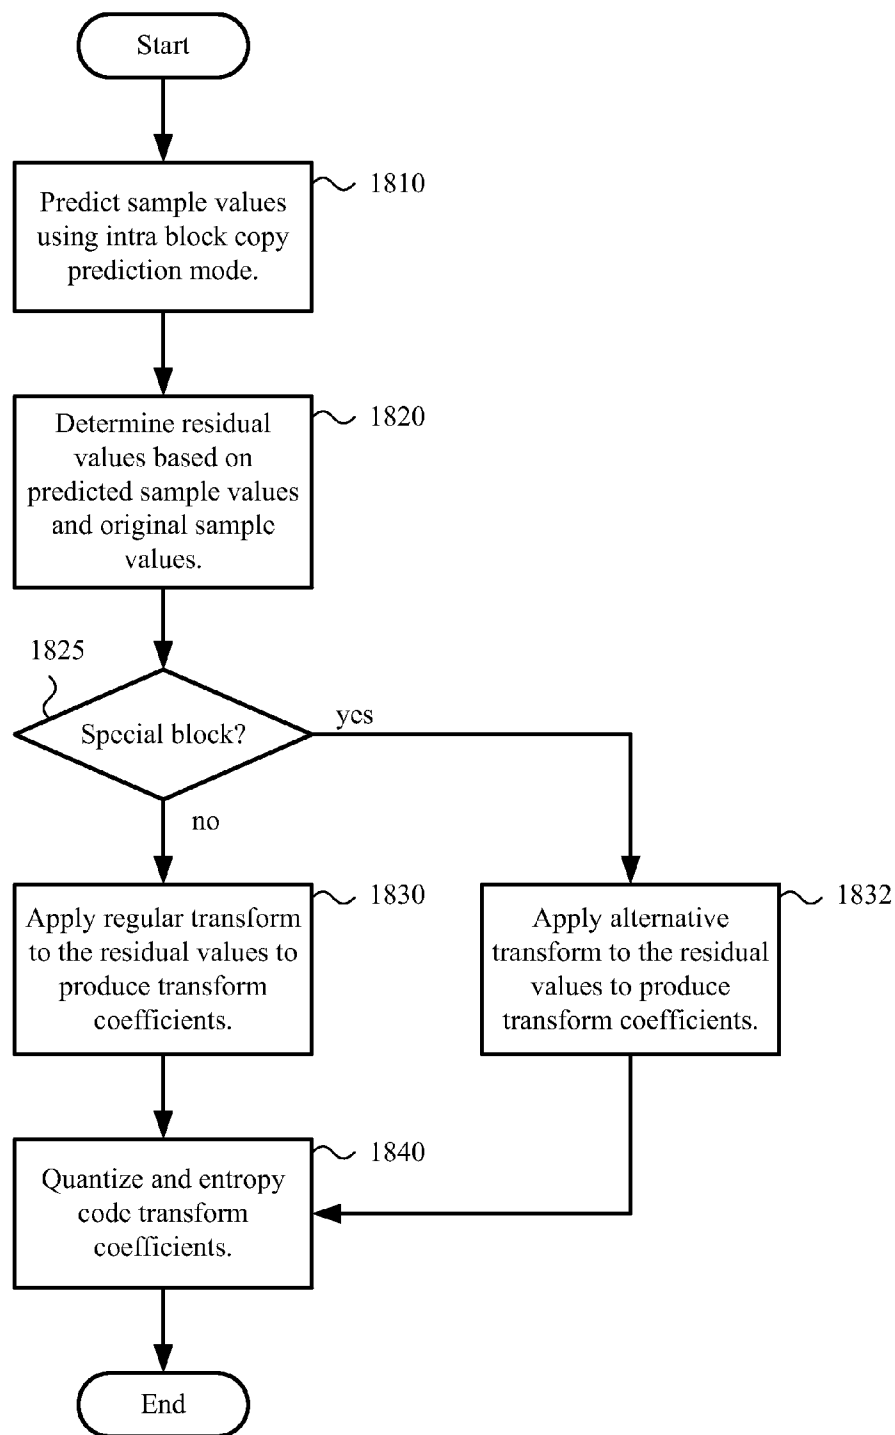 Start
1810
Predict sample values
using intra block copy
prediction mode.
1820
Determine residual
values based on
predicted sample values
and original sample
values.
1825
Special block?
yes
no
1830
Apply regular transform
to the residual values to
produce transform
coefficients.
1832
Apply alternative
transform to the residual
values to produce
transform coefficients.
1840
Quantize and entropy
code transform
coefficients.
End